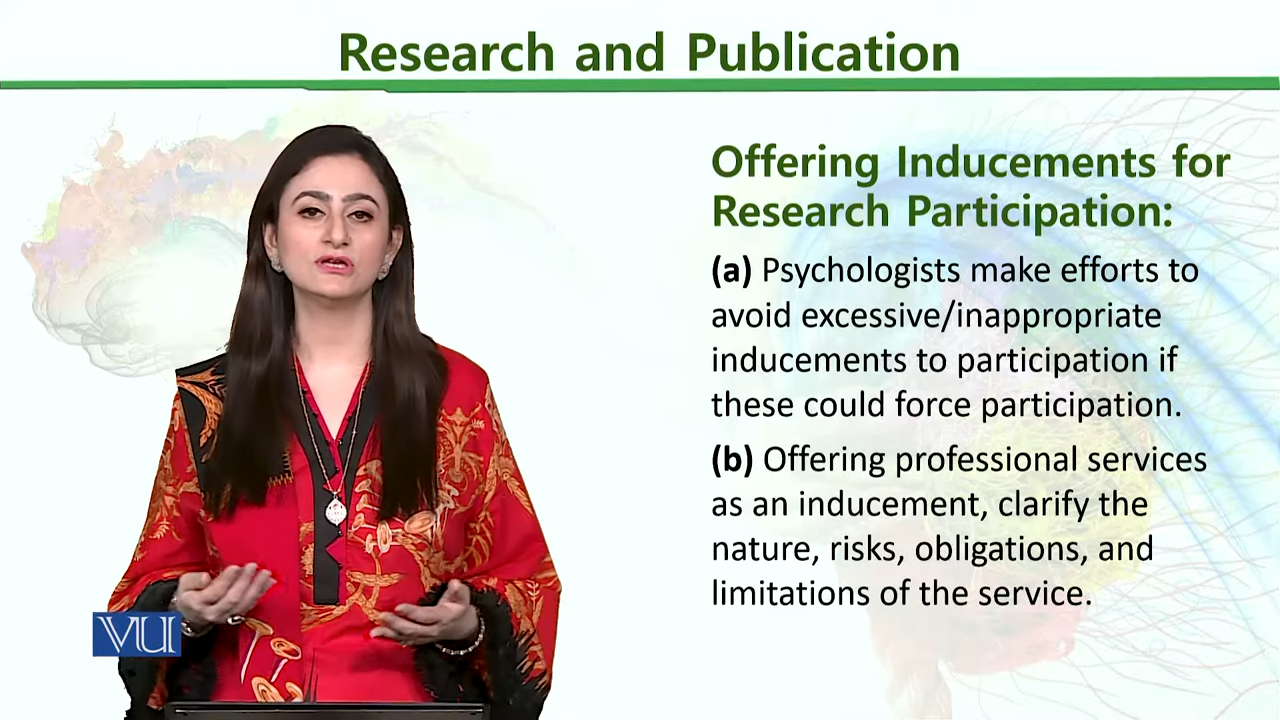 Research and Publication
Offering Inducements for
Research Participation:
(a) Psychologists make efforts to
avoid excessive/inappropriate
inducements to participation if
these could force participation.
(b) Offering professional services
as an inducement, clarify the
nature, risks, obligations, and
limitations of the service.
VU